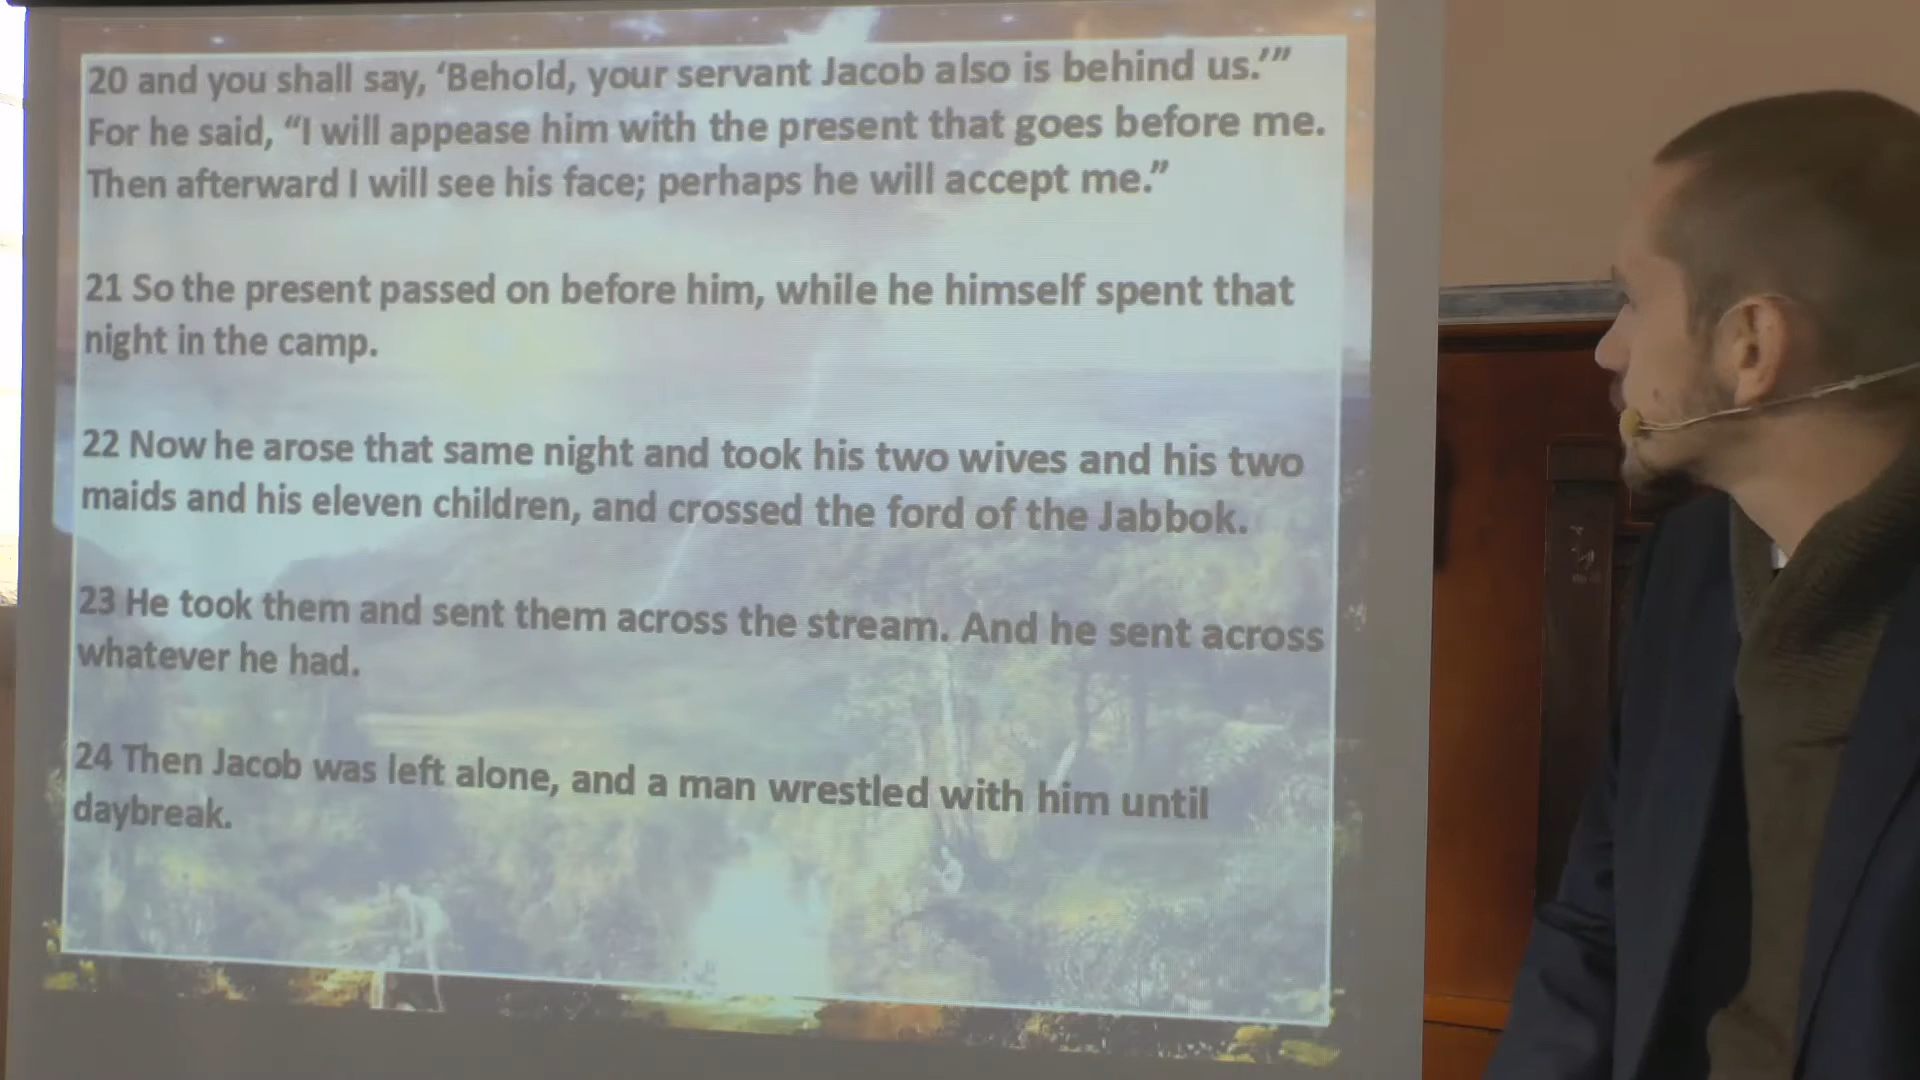 20 and you shall say, ‘Behold, your servant Jacob also is behind us.’”
For he said, “I will appease him with the present that goes before me.
Then afterward I will see his face; perhaps he will accept me.”
21 So the present passed on before him, while he himself spent that
night in the camp.
22 Now he arose that same night and took his two wives and his two
maids and his eleven children, and crossed the ford of the Jabbok.
23 He took them and sent them across the stream. And he sent across
whatever he had.
24 Then Jacob was left alone, and a man wrestled with him until
daybreak.